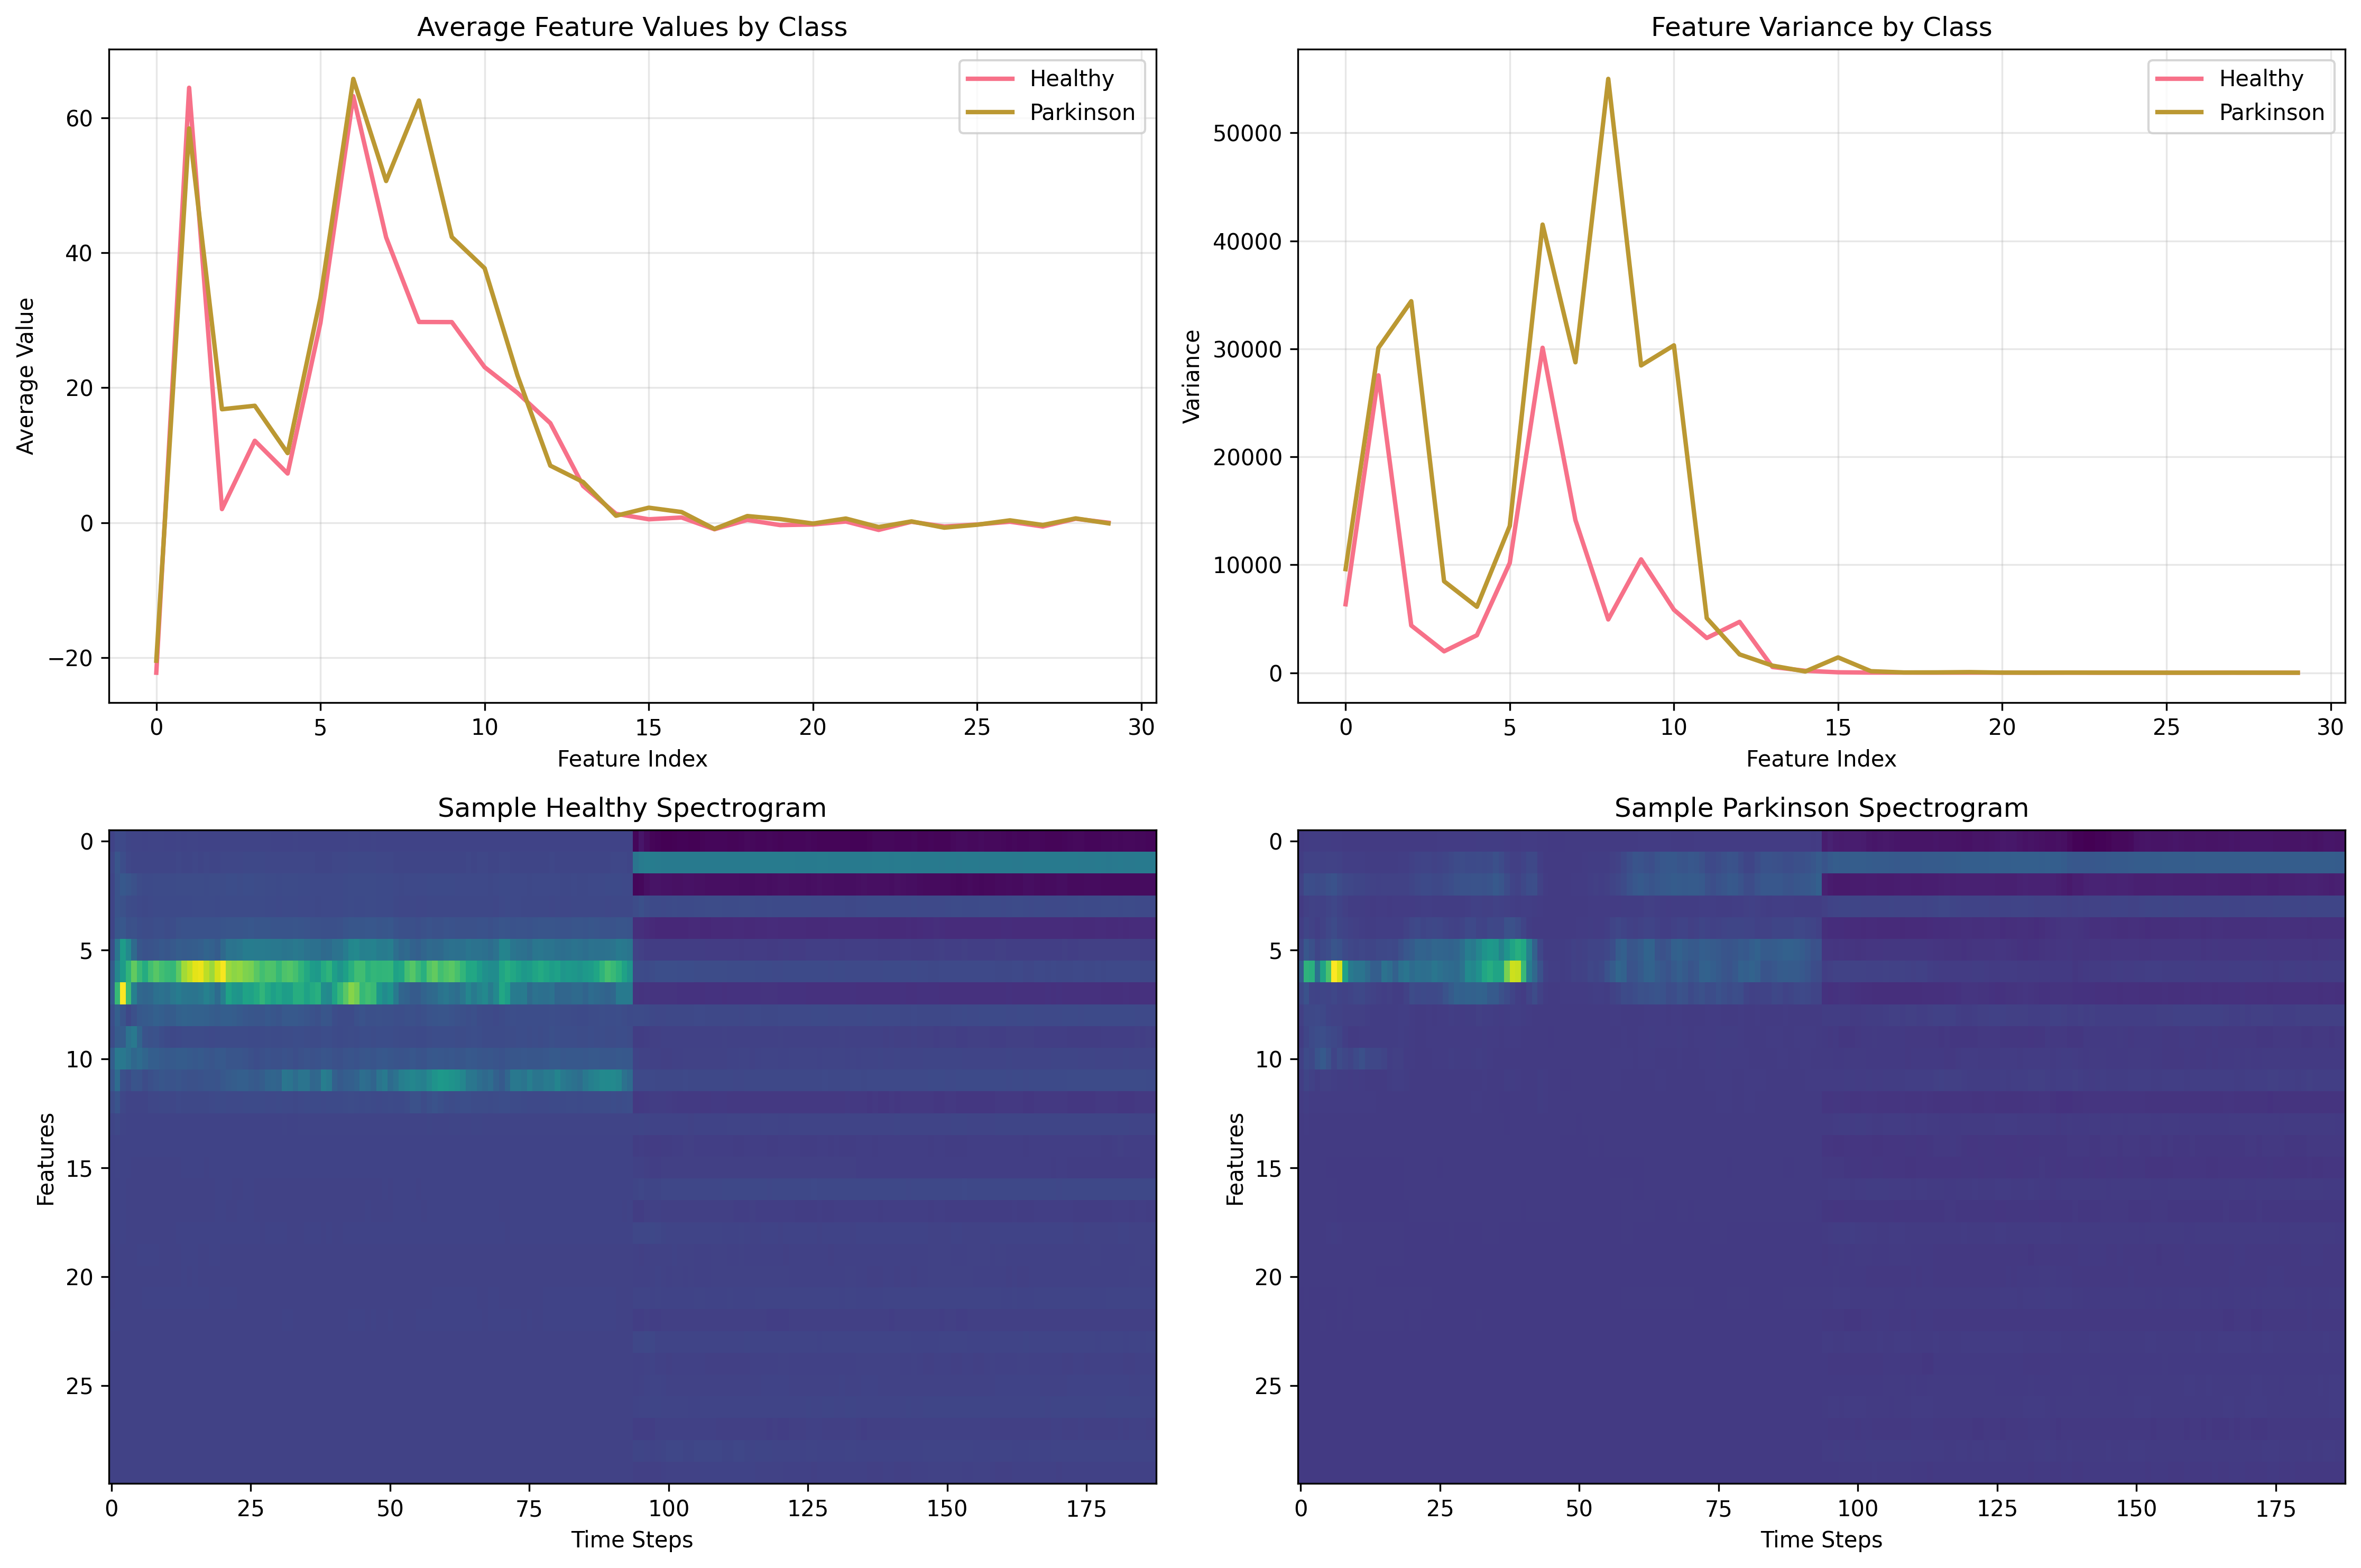 Average Feature Values by Class
Healthy
Parkinson
60
40
20
0
−20
Average Value
0 5 10 15 20 25 30
Feature Index
Feature Variance by Class
Healthy
Parkinson
50000
40000
30000
20000
10000
0
Variance
0 5 10 15 20 25 30
Feature Index
Sample Healthy Spectrogram
0
5
10
15
20
25
Features
0 25 50 75 100 125 150 175
Time Steps
Sample Parkinson Spectrogram
0
5
10
15
20
25
Features
0 25 50 75 100 125 150 175
Time Steps